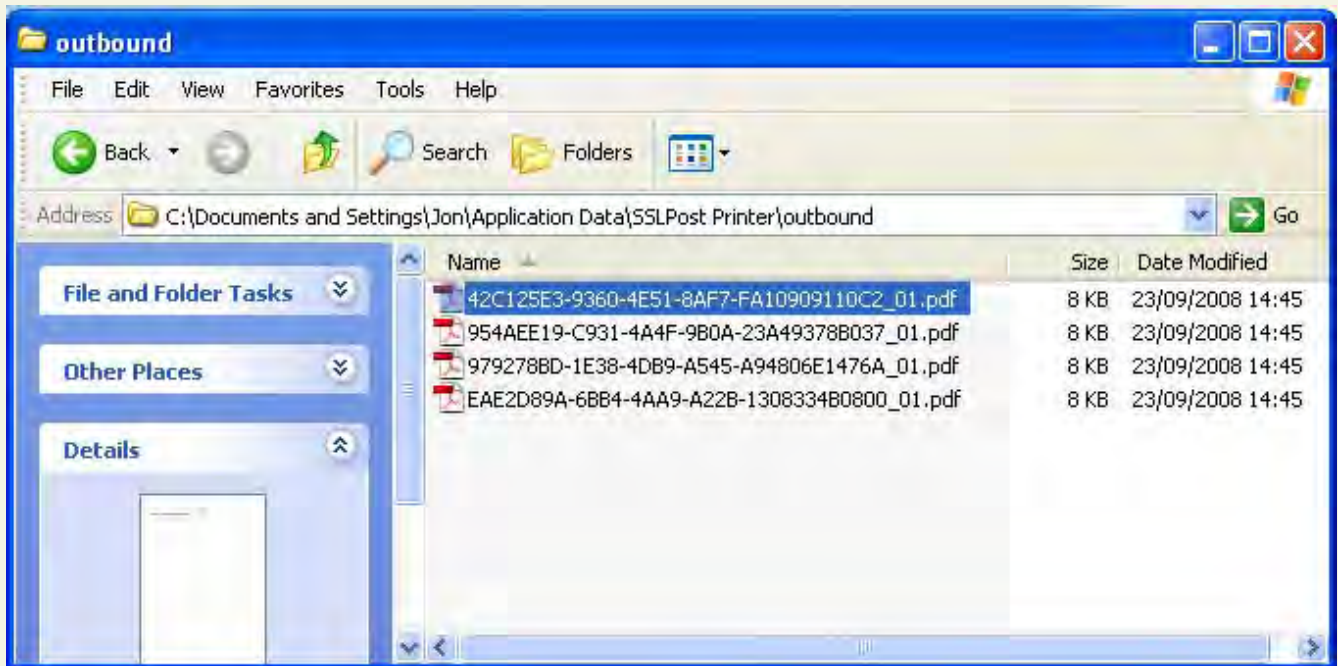 outbound
File Edit View Favorites Tools Help
Back Search Folders
Address C:\Documents and Settings\Jon\Application Data\SSLPost Printer\outbound Go
Name Size Date Modified
File and Folder Tasks
42C125E3-9360-4E51-8AF7-FA10909110C2_01.pdf 8 KB 23/09/2008 14:45
954AEE19-C931-4A4F-9B0A-23A49378B037_01.pdf 8 KB 23/09/2008 14:45
979278BD-1E38-4DB9-A545-A94806E1476A_01.pdf 8 KB 23/09/2008 14:45
EAE2D89A-6BB4-4AA9-A22B-1308334B0800_01.pdf 8 KB 23/09/2008 14:45
Other Places
Details